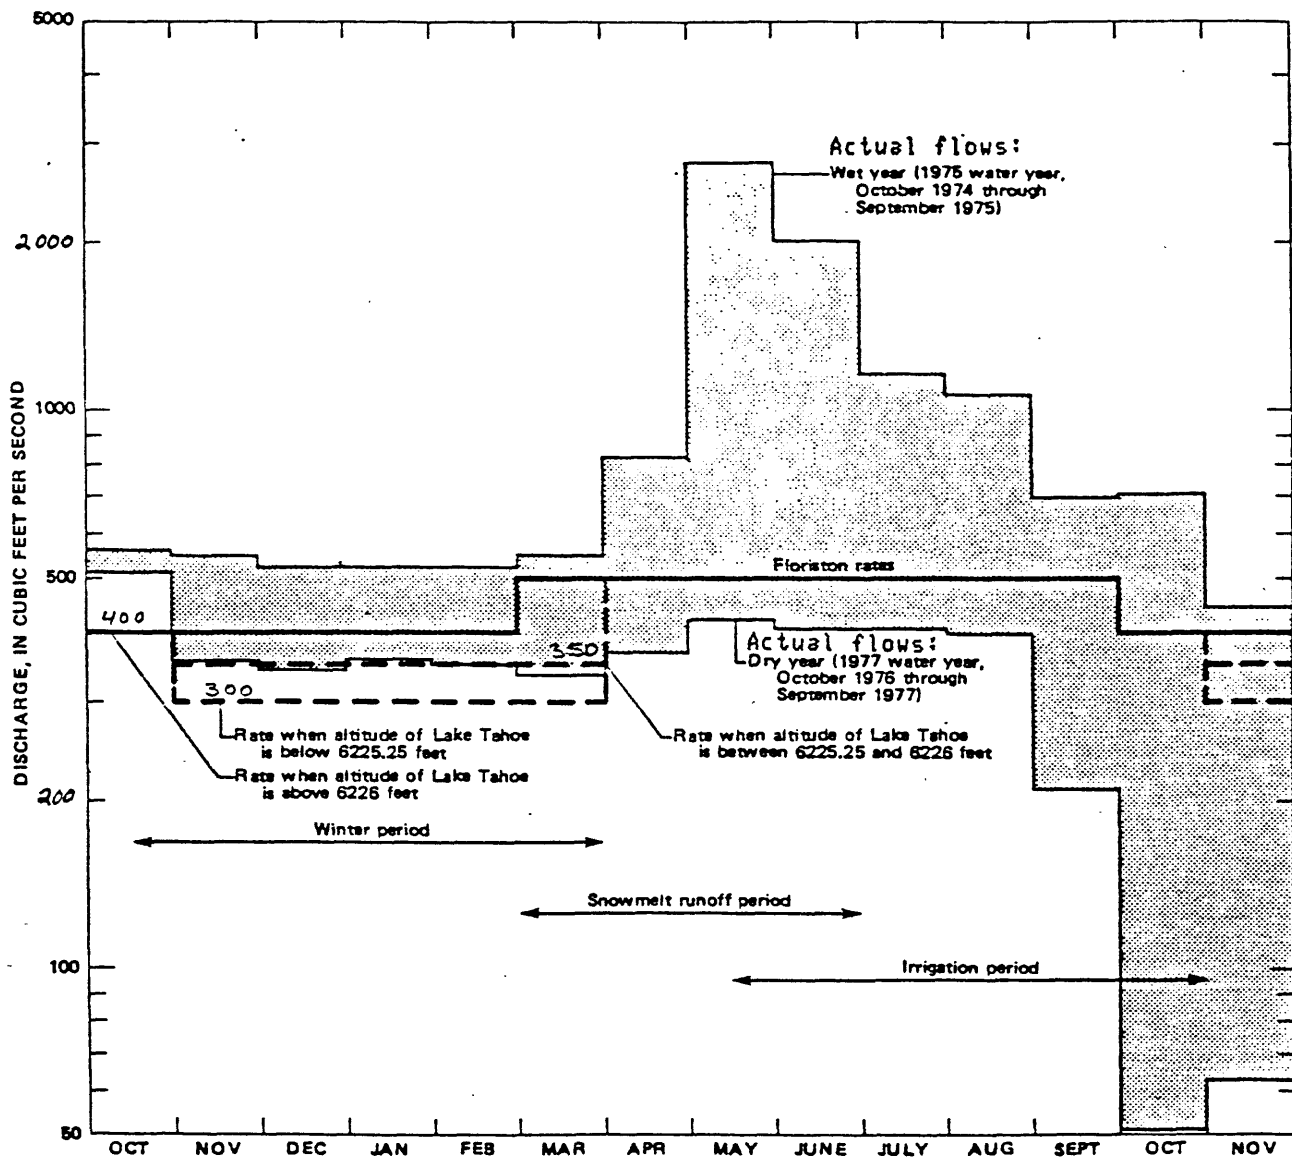 5000
2000
1000
500
200
100
50
DISCHARGE, IN CUBIC FEET PER SECOND
Actual flows:
Wet year (1975 water year,
October 1974 through
September 1975)
Floriston rates
400
350
300
Actual flows:
Dry year (1977 water year,
October 1976 through
September 1977)
Rate when altitude of Lake Tahoe
is below 6225.25 feet
Rate when altitude of Lake Tahoe
is between 6225.25 and 6226 feet
Rate when altitude of Lake Tahoe
is above 6226 feet
Winter period
Snowmelt runoff period
Irrigation period
OCT NOV DEC JAN FEB MAR APR MAY JUNE JULY AUG SEPT OCT NOV